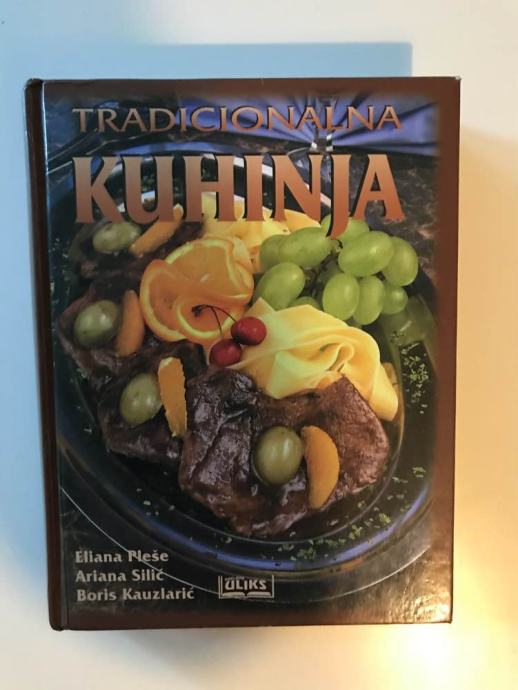 TRADICIONALNA
KUHINJA
Eliana Pleše
Ariana Silić
Boris Kauzlarić
ULIKS